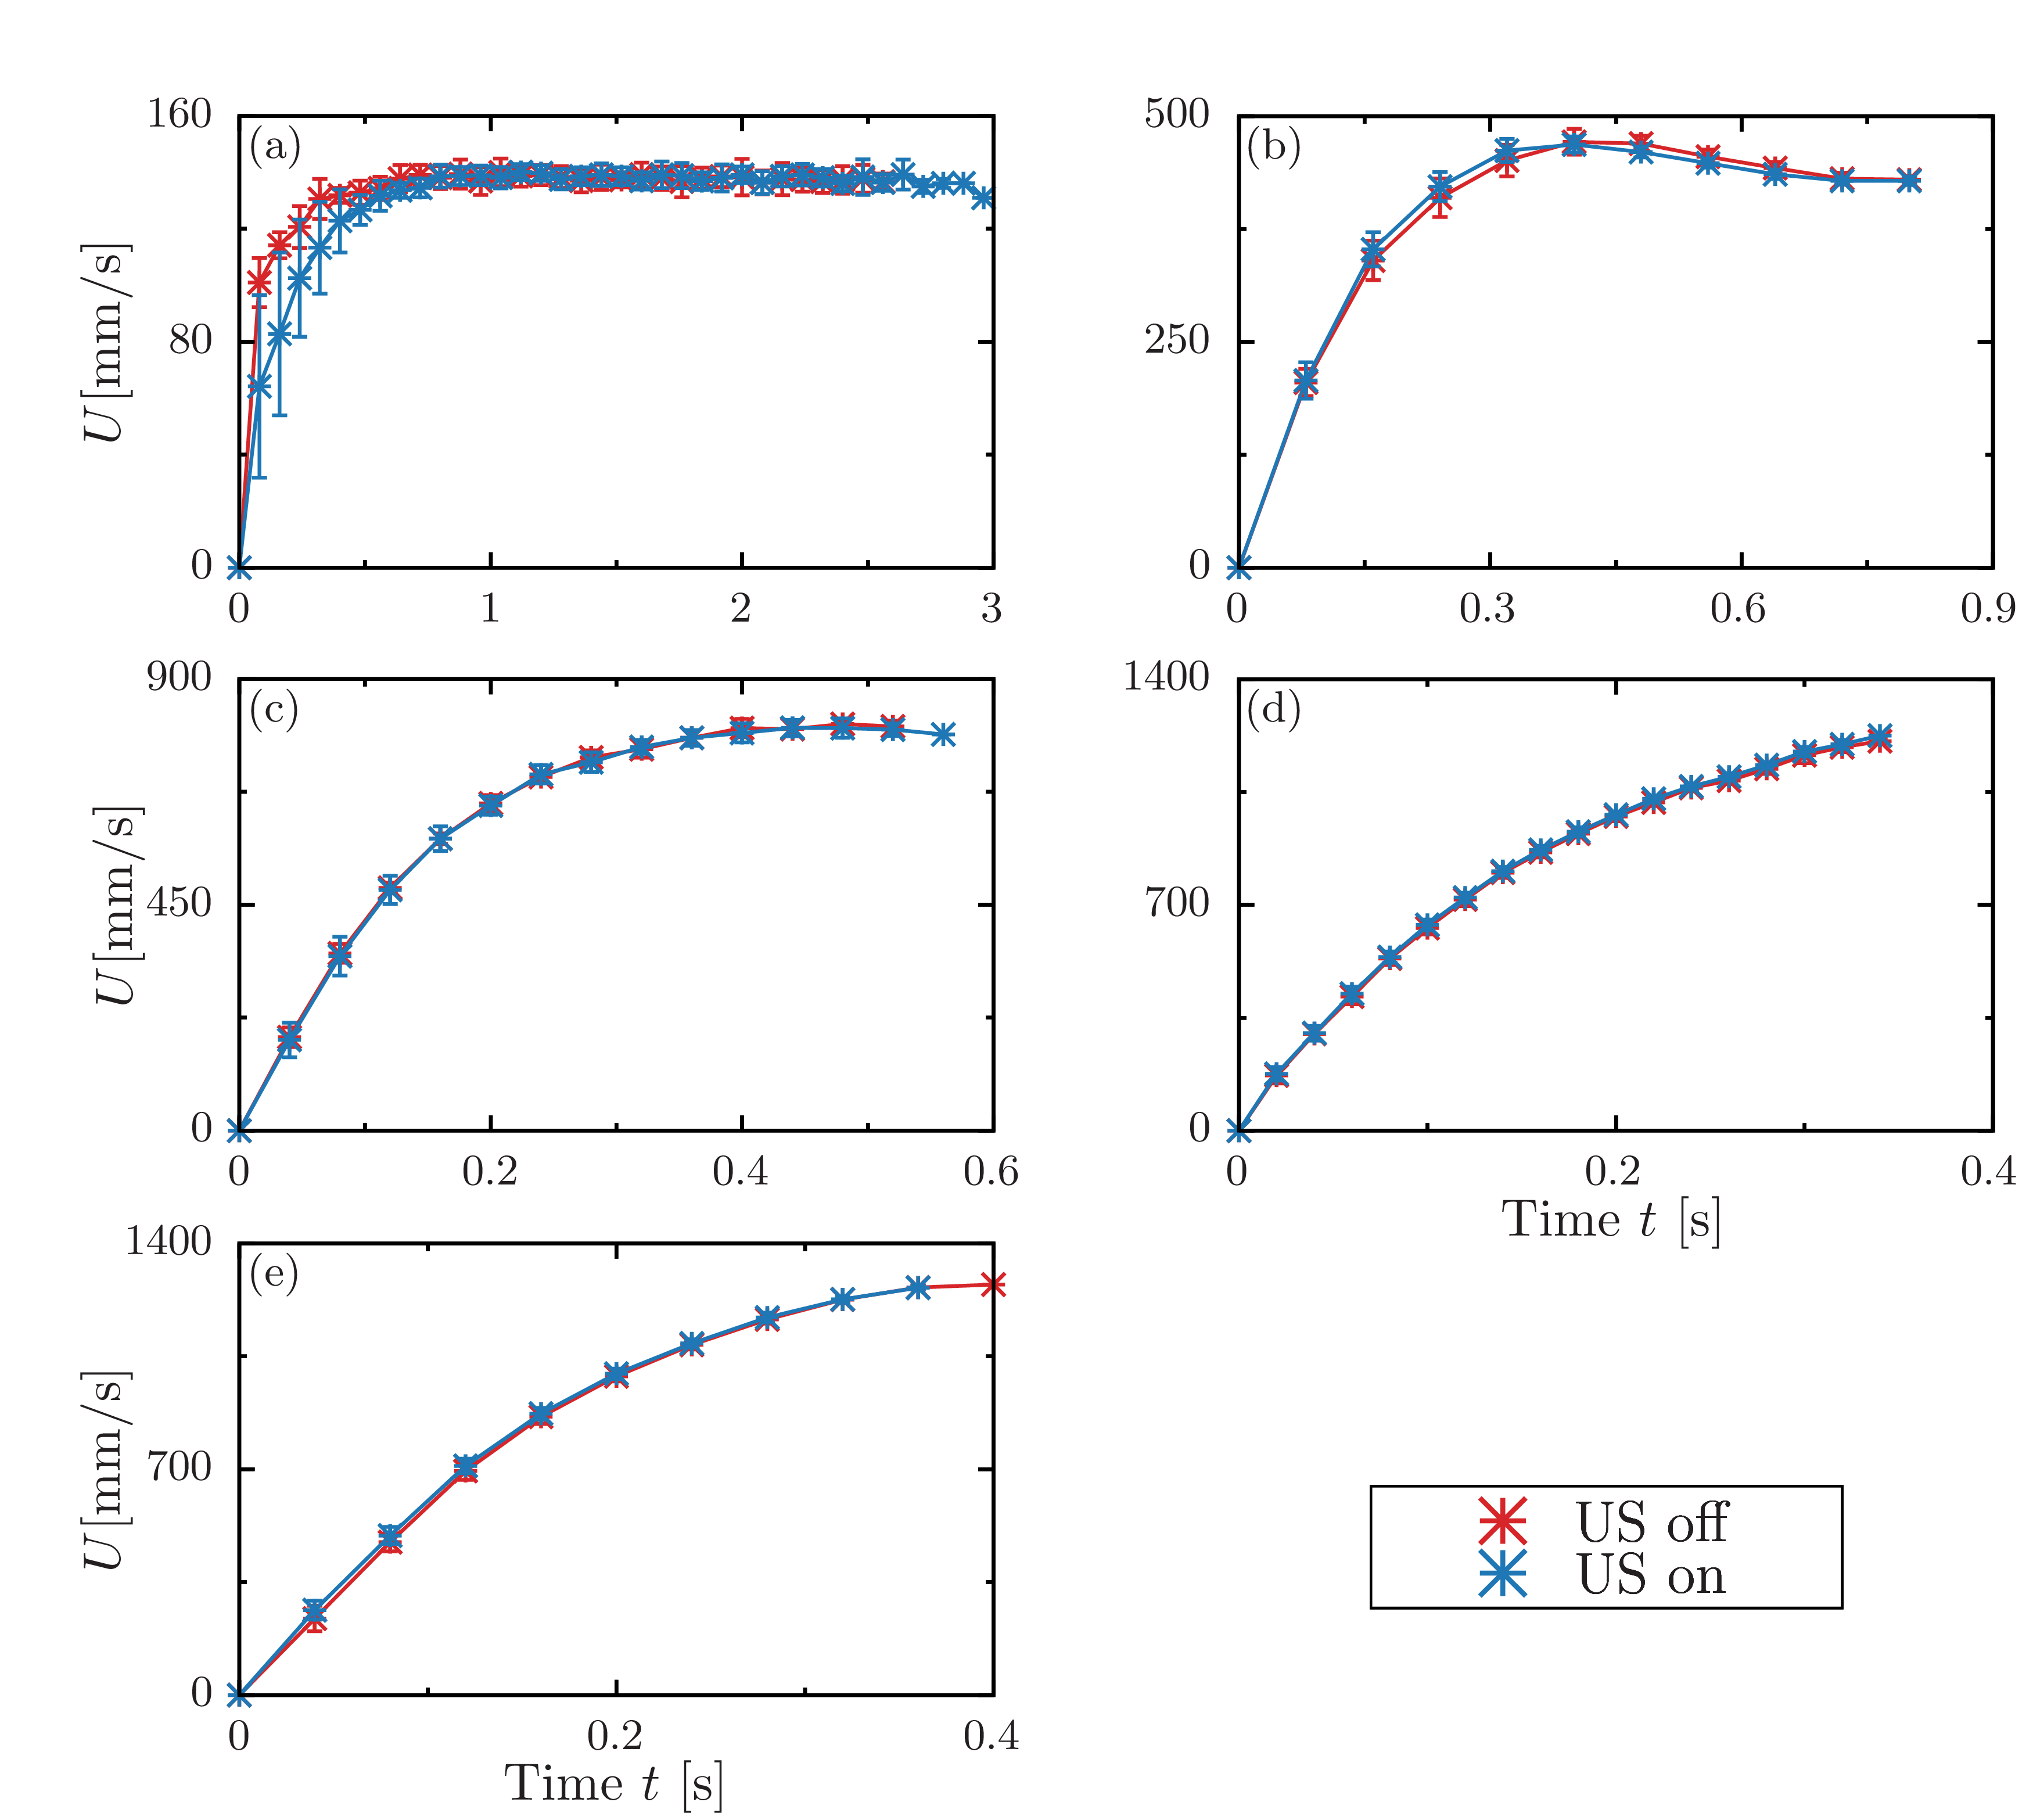 160
(a)
80
0
U[mm/s]
0 1 2 3
500
(b)
250
0
0 0.3 0.6 0.9
900
(c)
450
0
U[mm/s]
0 0.2 0.4 0.6
1400
(d)
700
0
0 0.2 0.4
Time t [s]
1400
(e)
700
0
U[mm/s]
0 0.2 0.4
Time t [s]
US off
US on